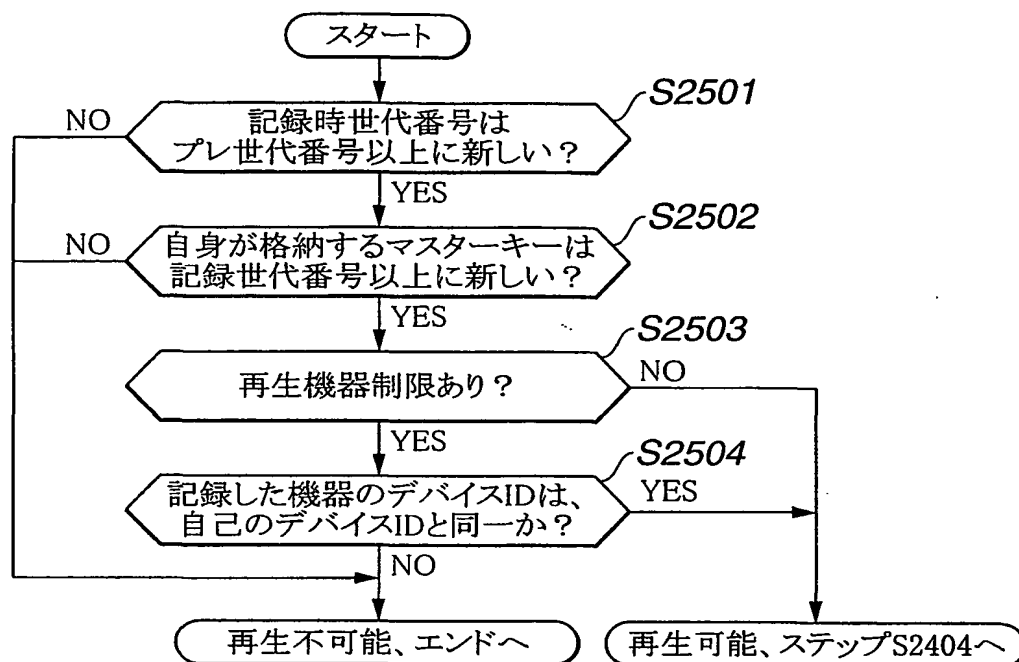 スタート
S2501
記録時世代番号は
プレ世代番号以上に新しい？
NO
YES
S2502
自身が格納するマスターキーは
記録世代番号以上に新しい？
NO
YES
S2503
再生機器制限あり？
NO
YES
S2504
記録した機器のデバイスIDは、
自己のデバイスIDと同一か？
YES
NO
再生不可能、エンドへ
再生可能、ステップS2404へ